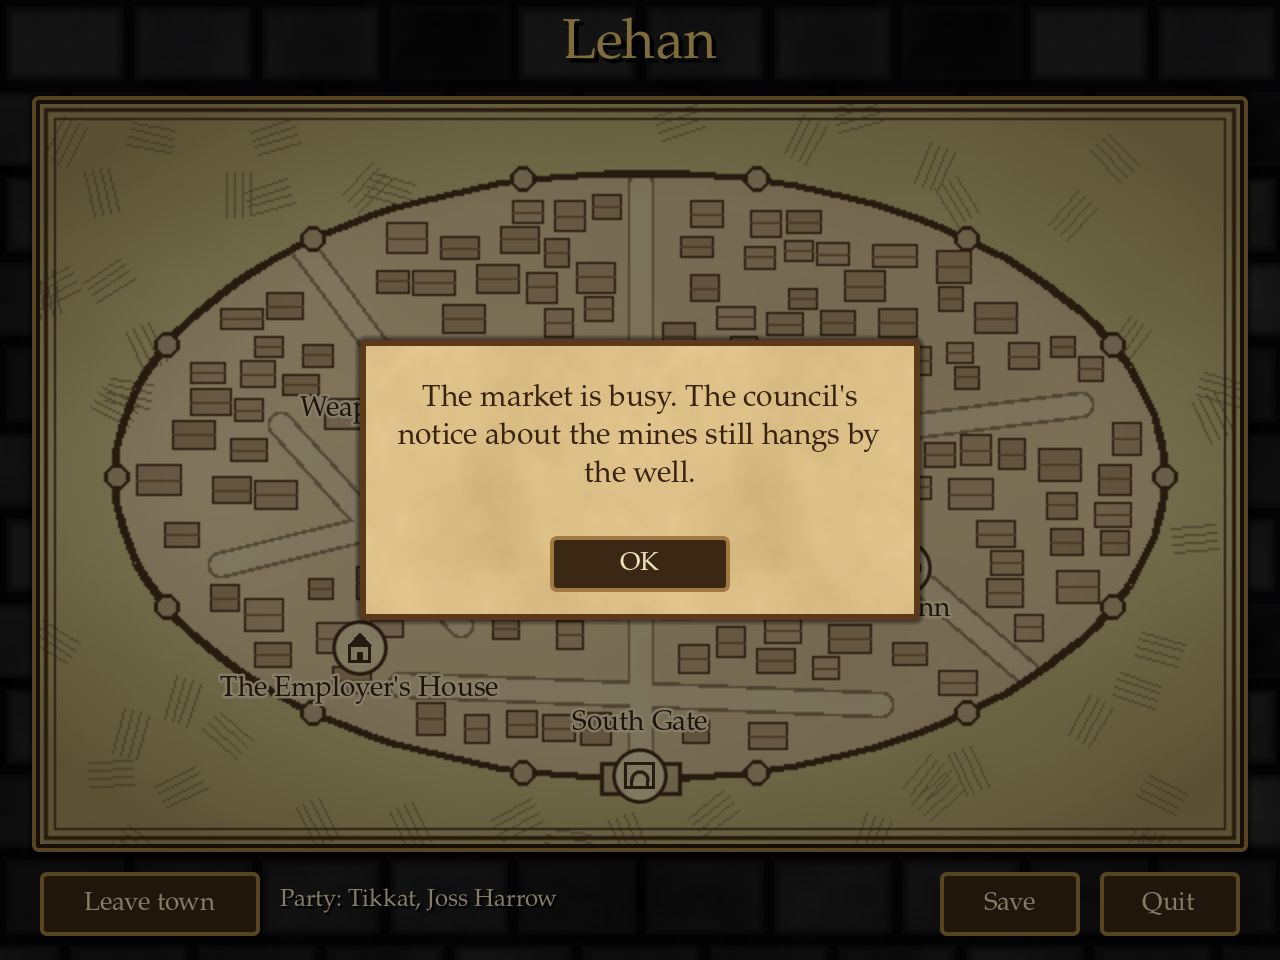 Lehan
The market is busy. The council's
notice about the mines still hangs by
the well.
OK
The Employer's House
South Gate
Leave town
Party: Tikkat, Joss Harrow
Save
Quit